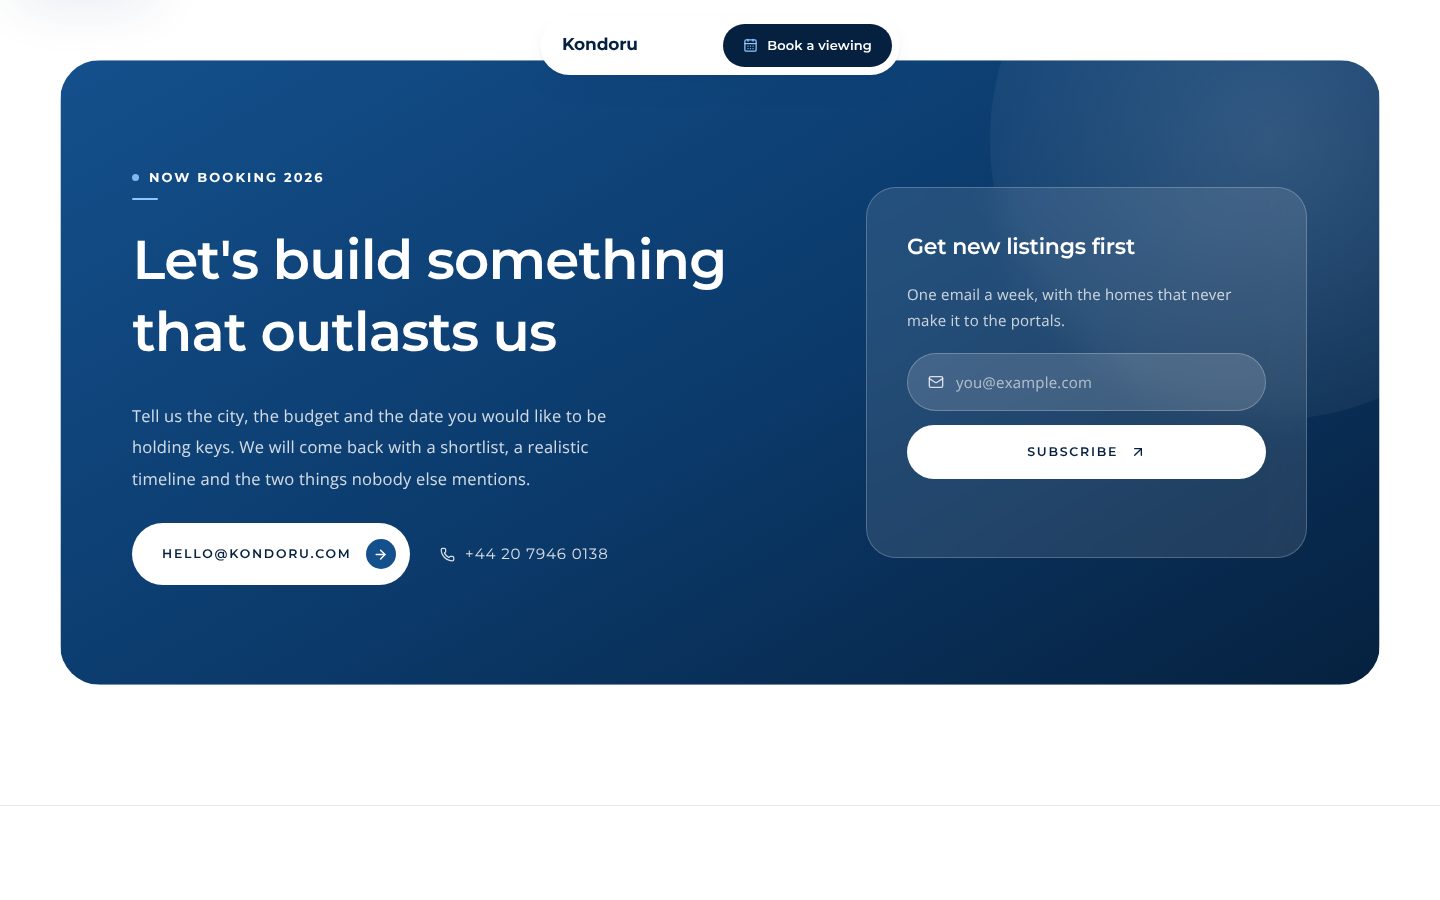 Kondoru
Book a viewing
NOW BOOKING 2026
Let's build something
that outlasts us
Tell us the city, the budget and the date you would like to be
holding keys. We will come back with a shortlist, a realistic
timeline and the two things nobody else mentions.
HELLO@KONDORU.COM
+44 20 7946 0138
Get new listings first
One email a week, with the homes that never
make it to the portals.
you@example.com
SUBSCRIBE